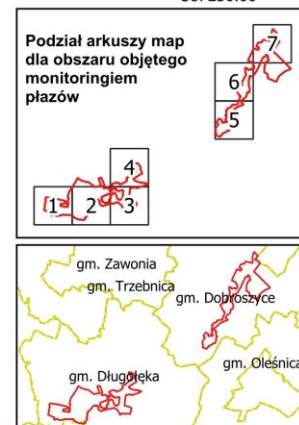 Podział arkuszy map
dla obszaru objętego
monitoringiem
płazów
7
6
5
4
1 2 3
gm. Zawonia
gm. Trzebnica
gm. Dobroszyce
gm. Oleśnica
gm. Długołęka